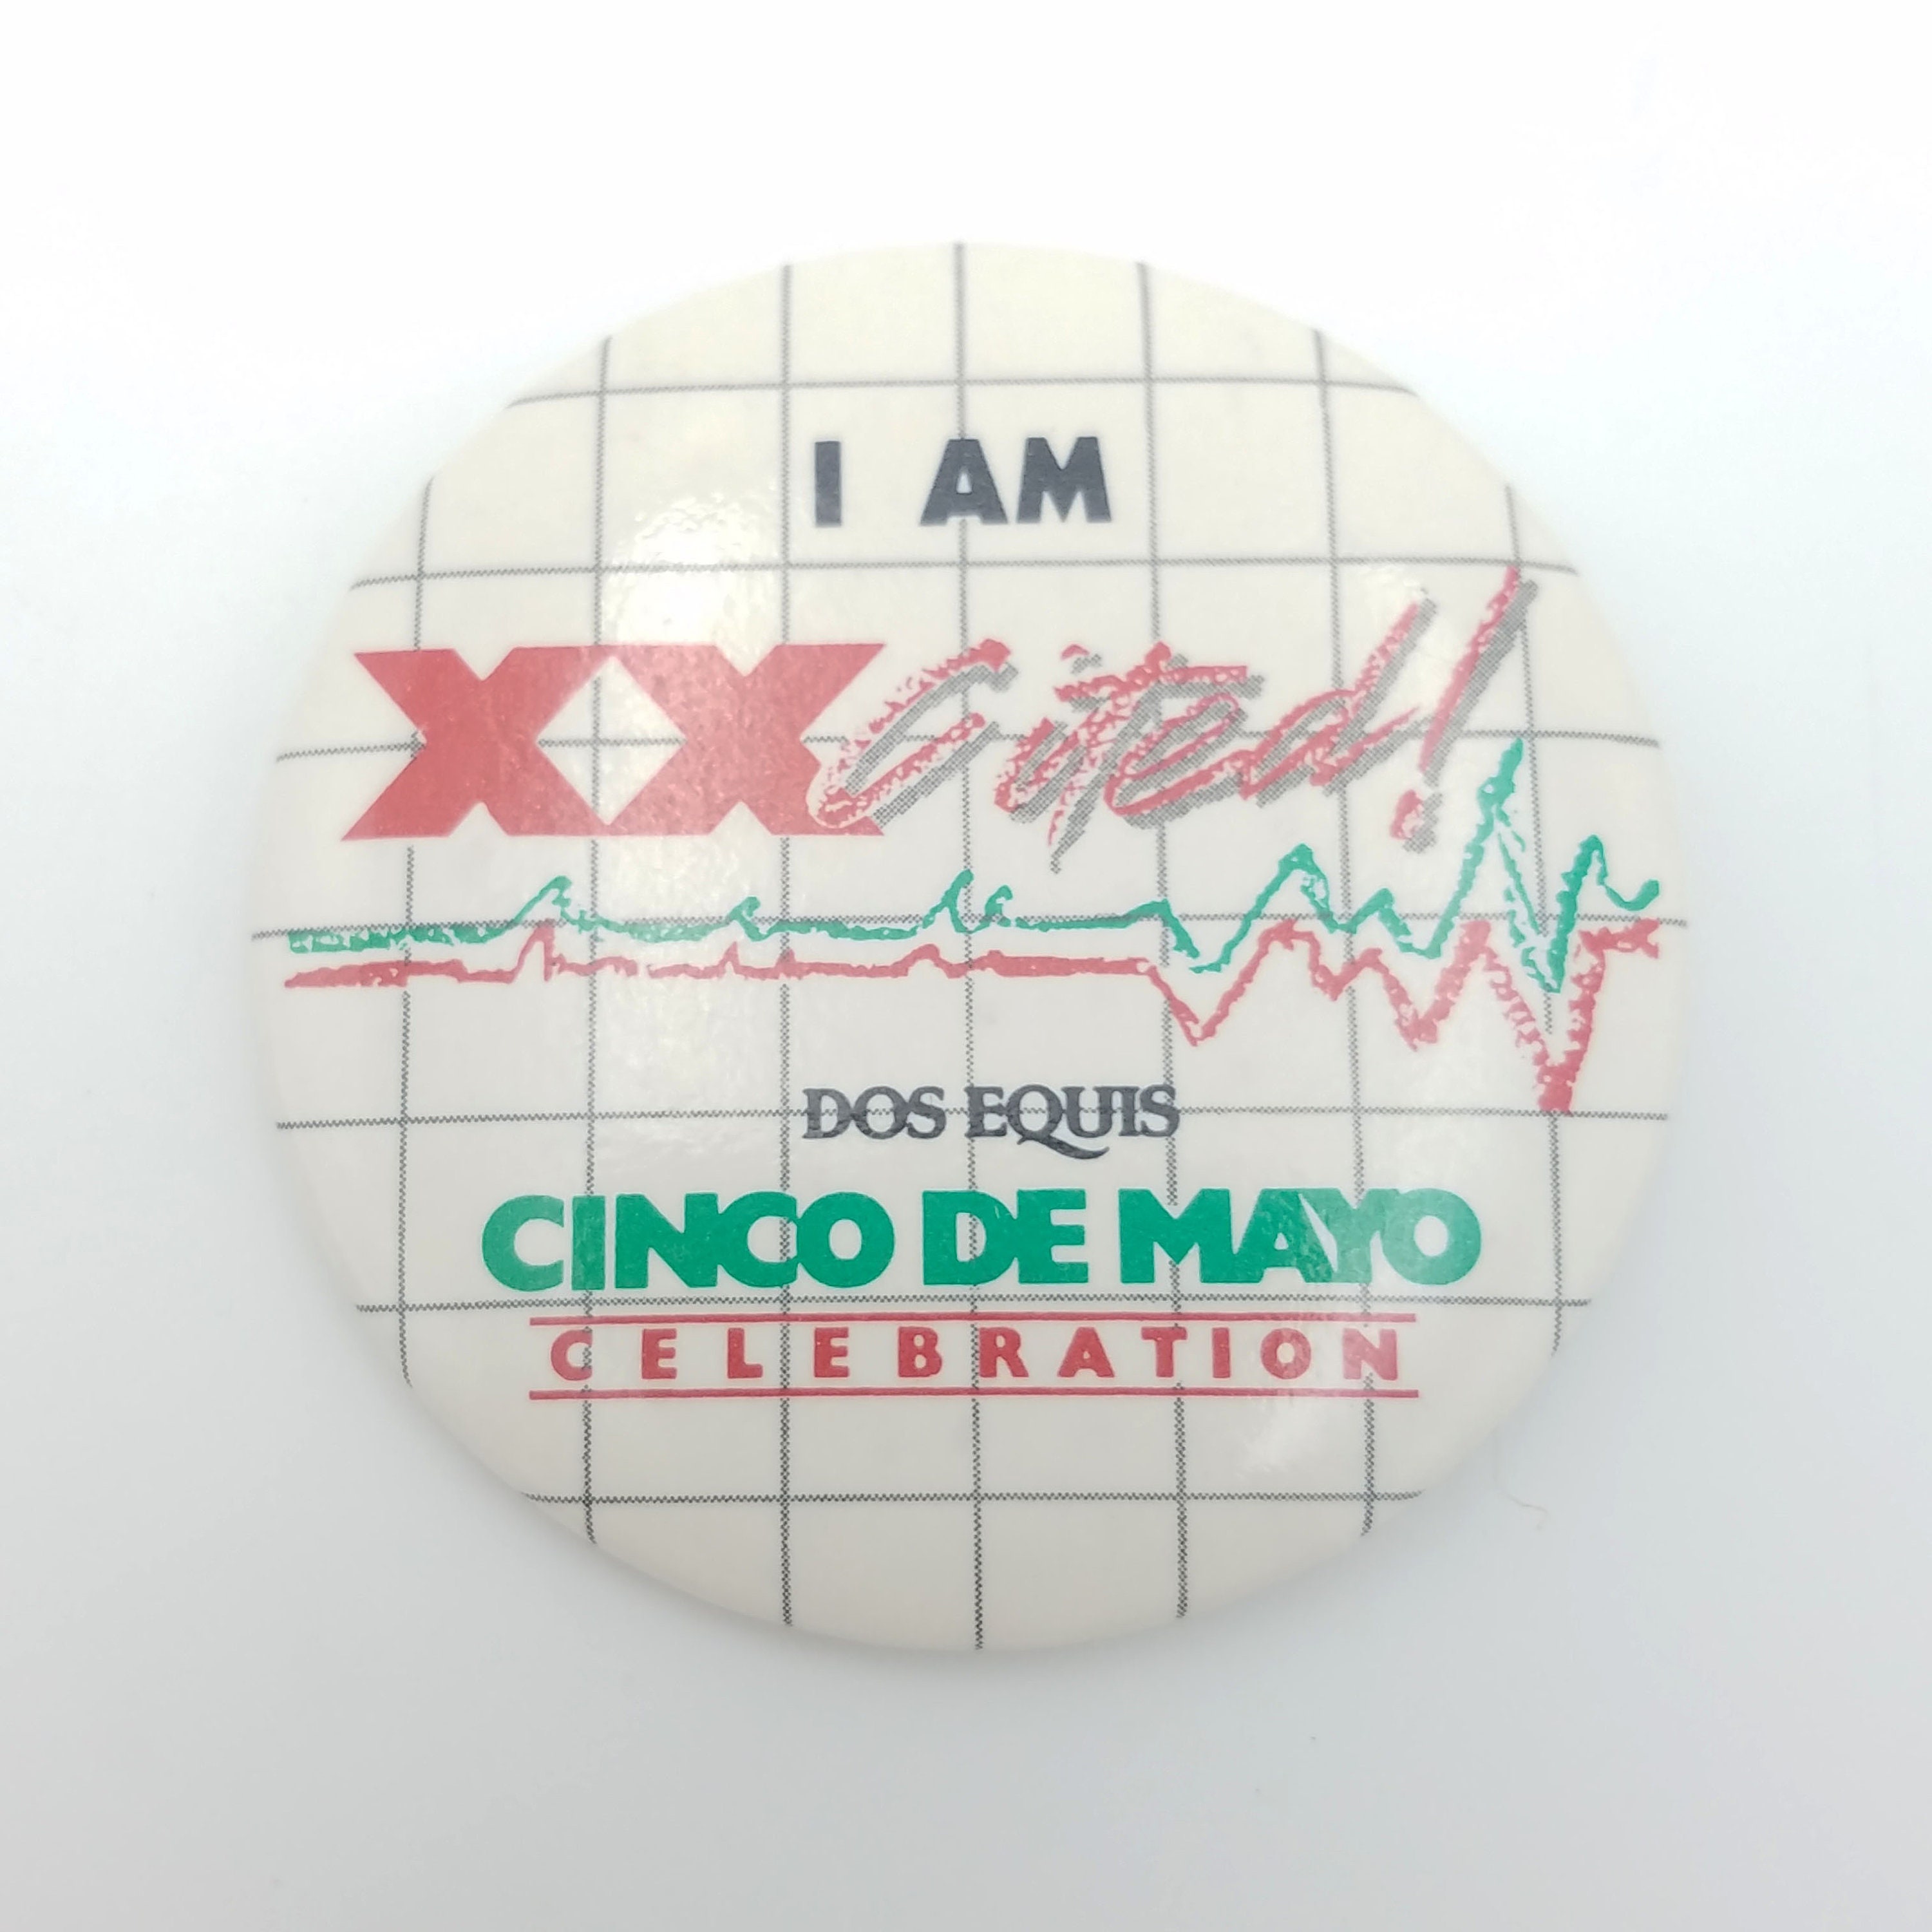 I AM
XXcited!
DOS EQUIS
CINCO DE MAYO
CELEBRATION